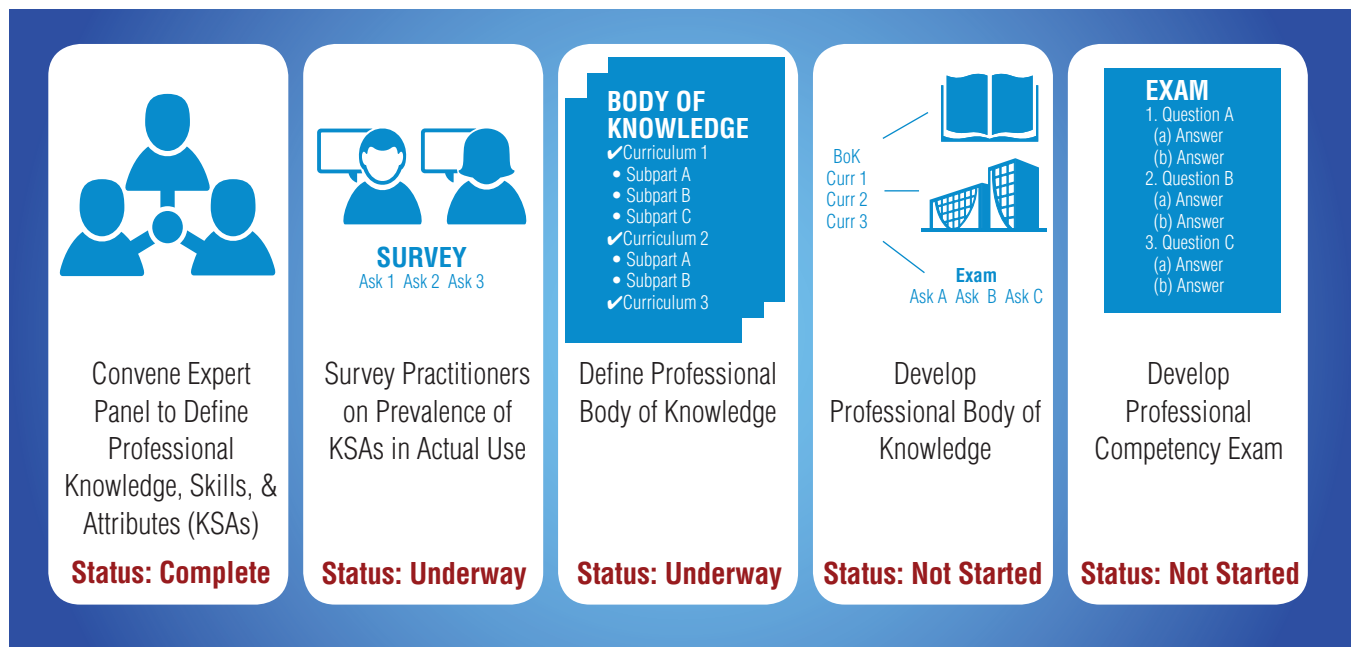 Convene Expert
Panel to Define
Professional
Knowledge, Skills, &
Attributes (KSAs)
Status: Complete
SURVEY
Ask 1 Ask 2 Ask 3
Survey Practitioners
on Prevalence of
KSAs in Actual Use
Status: Underway
BODY OF
KNOWLEDGE
✔Curriculum 1
• Subpart A
• Subpart B
• Subpart C
✔Curriculum 2
• Subpart A
• Subpart B
✔Curriculum 3
Define Professional
Body of Knowledge
Status: Underway
BoK
Curr 1
Curr 2
Curr 3
Exam
Ask A Ask B Ask C
Develop
Professional Body of
Knowledge
Status: Not Started
EXAM
1. Question A
(a) Answer
(b) Answer
2. Question B
(a) Answer
(b) Answer
3. Question C
(a) Answer
(b) Answer
Develop
Professional
Competency Exam
Status: Not Started